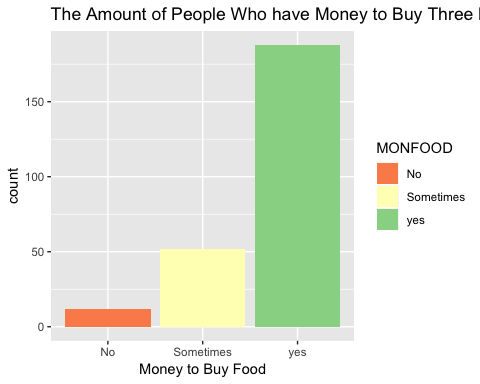 The Amount of People Who have Money to Buy Three
150
100
50
0
count
No
Sometimes
yes
Money to Buy Food
MONFOOD
No
Sometimes
yes